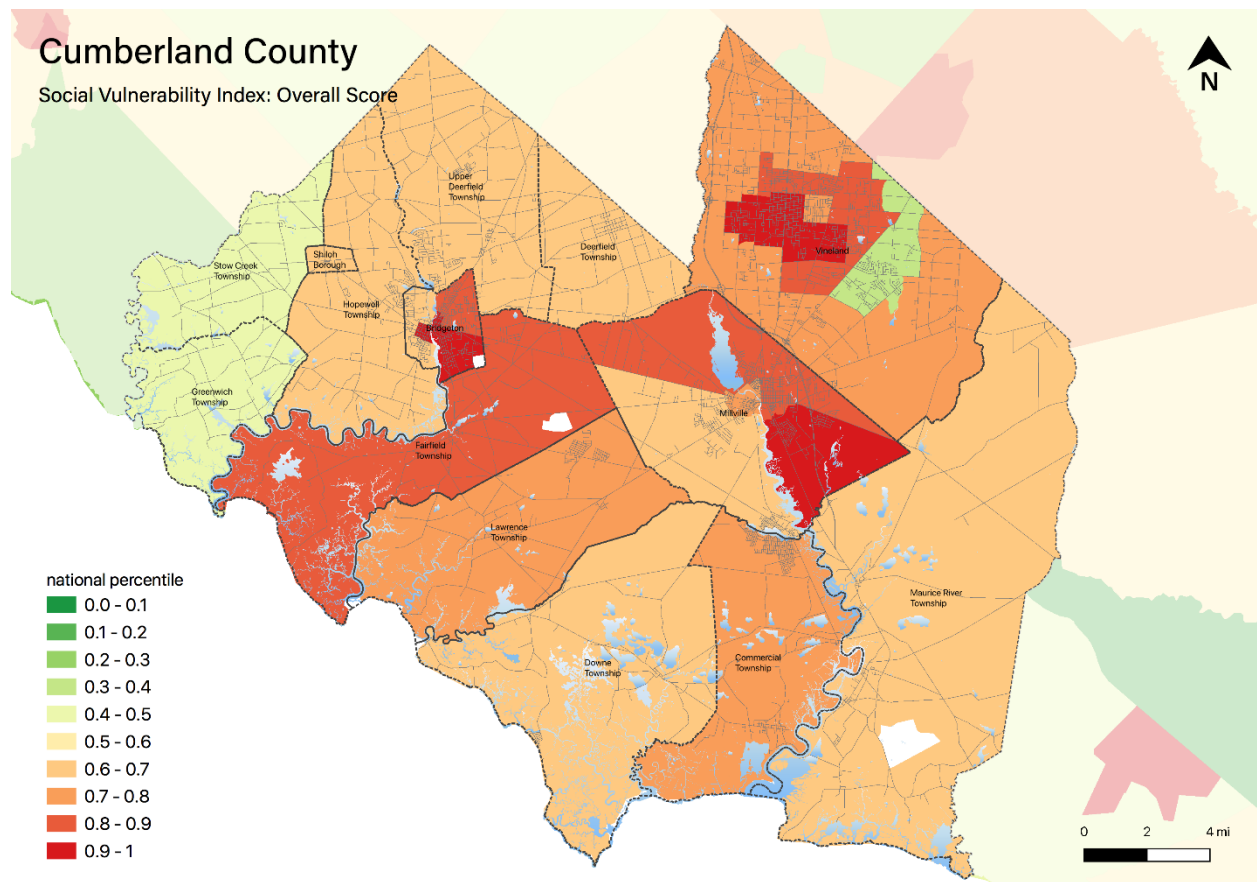 Cumberland County
Social Vulnerability Index: Overall Score
N
Upper
Deerfield
Township
Deerfield
Township
Vineland
Shiloh
Borough
Stow Creek
Township
Hopewell
Township
Bridgeton
Greenwich
Township
Millville
Fairfield
Township
Lawrence
Township
Maurice River
Township
Downe
Township
Commercial
Township
national percentile
0.0 - 0.1
0.1 - 0.2
0.2 - 0.3
0.3 - 0.4
0.4 - 0.5
0.5 - 0.6
0.6 - 0.7
0.7 - 0.8
0.8 - 0.9
0.9 - 1
0 2 4 mi